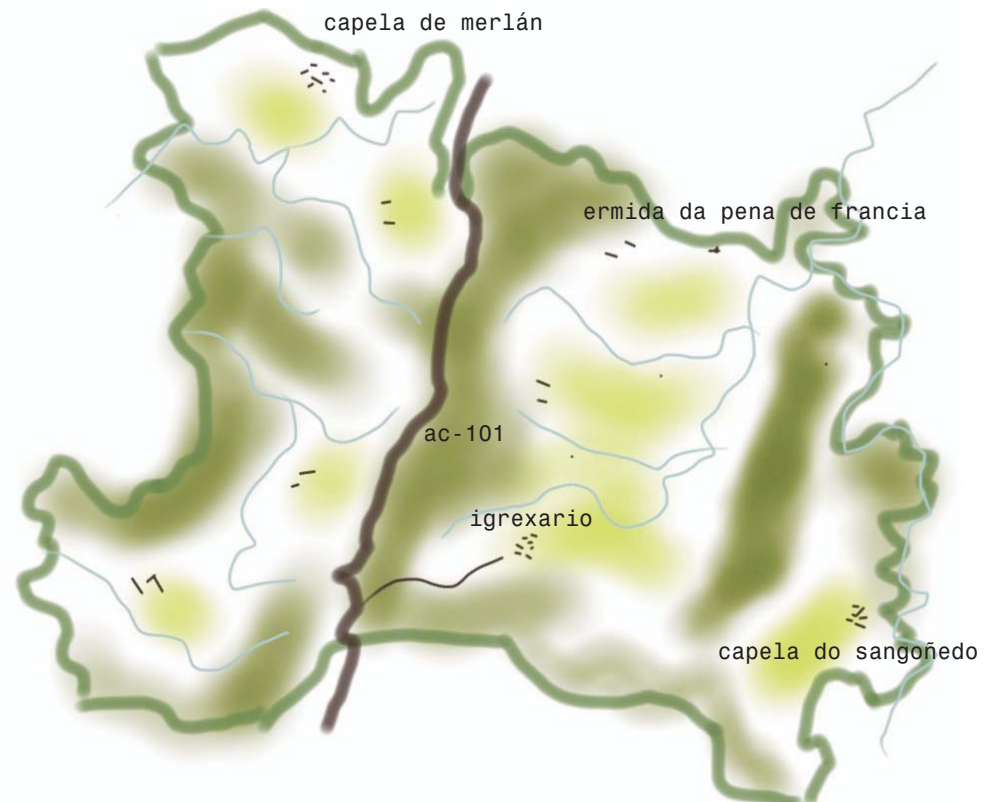 capela de merlán
ermida da pena de francia
ac-101
igrexario
capela do sangoñedo